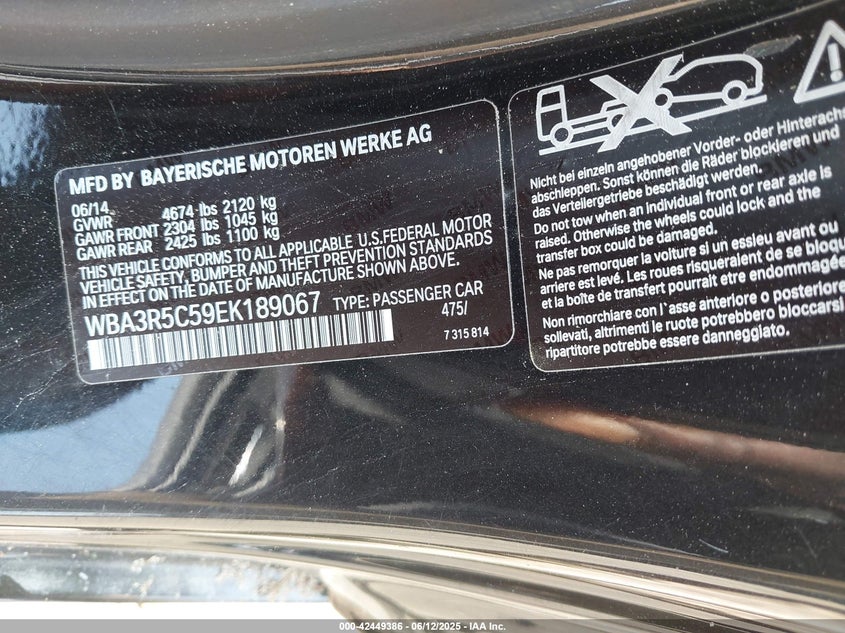 MFD BY BAYERISCHE MOTOREN WERKE AG
06/14
GVWR 4674 lbs 2120 kg
GAWR FRONT 2304 lbs 1045 kg
GAWR REAR 2425 lbs 1100 kg
THIS VEHICLE CONFORMS TO ALL APPLICABLE U.S.FEDERAL MOTOR
VEHICLE SAFETY, BUMPER AND THEFT PREVENTION STANDARDS
IN EFFECT ON THE DATE OF MANUFACTURE SHOWN ABOVE.
WBA3R5C59EK189067 TYPE: PASSENGER CAR
475/
7 315 814
Nicht bei einzeln angehobener Vorder- oder Hinterachs
abschleppen. Sonst können die Räder blockieren und
das Verteilergetriebe beschädigt werden.
Do not tow when an individual front or rear axle is
raised. Otherwise the wheels could lock and the
transfer box could be damaged.
Ne pas remorquer la voiture si un essieu avant ou
arriere est levé. Les roues risqueraient de se bloqu
et la boîte de transfert pourrait etre endommagée
Non rimorchiare con l`asse anteriore o posteriore
sollevati, altrimenti le ruote potrebbero bloccarsi
ripartitore potrebbe essere danneggiato.
000-42449386 - 06/12/2025 - IAA Inc.